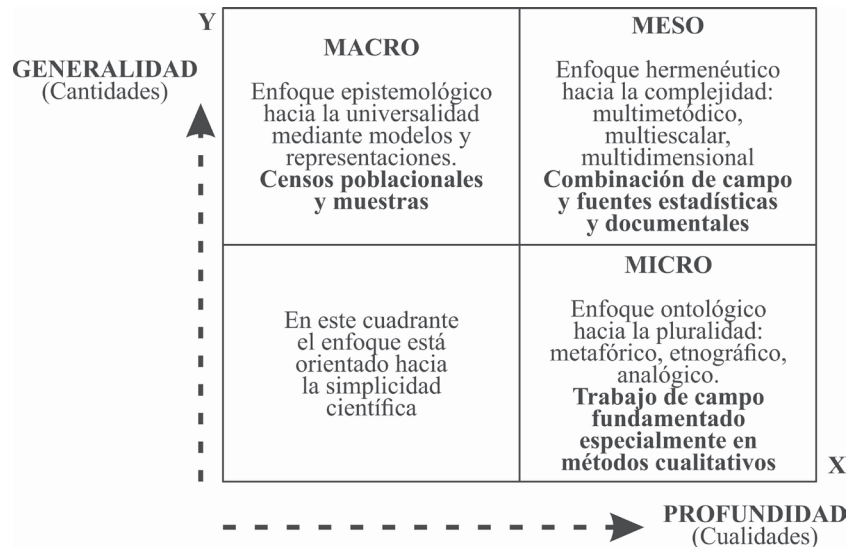 Y
GENERALIDAD
(Cantidades)
MACRO
Enfoque epistemológico
hacia la universalidad
mediante modelos y
representaciones.
Censos poblacionales
y muestras
MESO
Enfoque hermenéutico
hacia la complejidad:
multimetódico,
multiescalar,
multidimensional
Combinación de campo
y fuentes estadísticas
y documentales
En este cuadrante
el enfoque está
orientado hacia
la simplicidad
científica
MICRO
Enfoque ontológico
hacia la pluralidad:
metafórico, etnográfico,
analógico.
Trabajo de campo
fundamentado
especialmente en
métodos cualitativos
X
PROFUNDIDAD
(Cualidades)